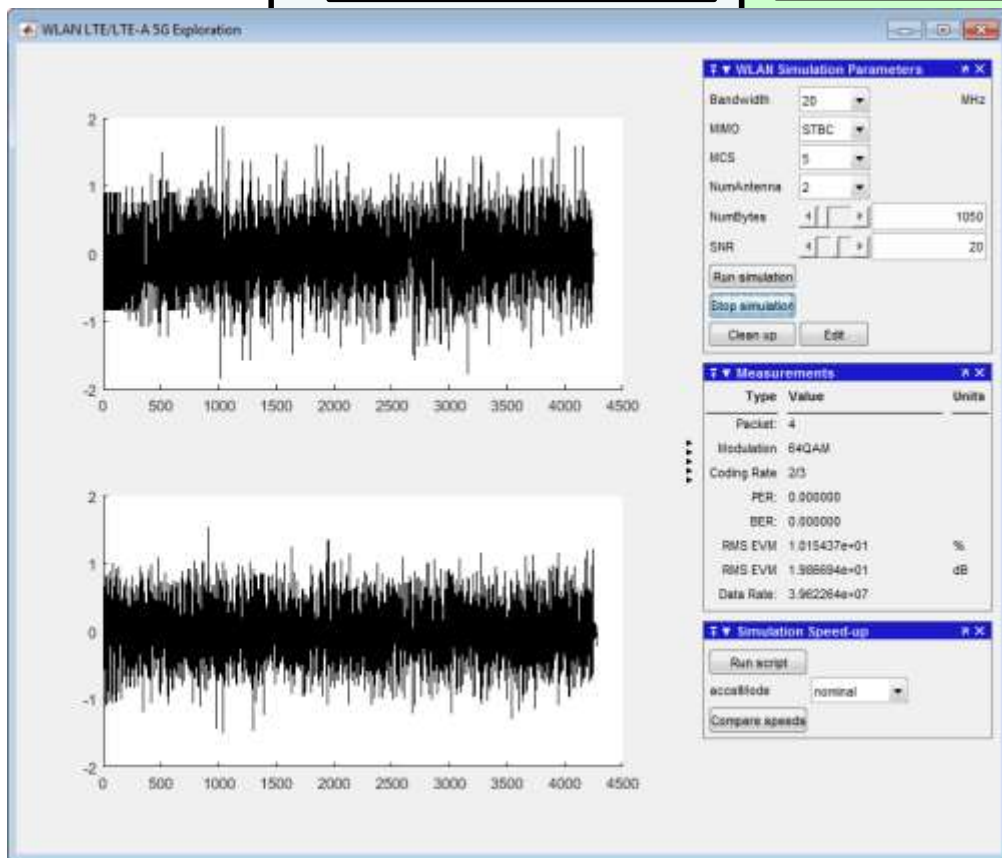 WLAN LTE/LTE-A 5G Exploration
WLAN Simulation Parameters
Bandwidth 20 MHz
MIMO STBC
MCS 5
NumAntenna 2
NumBytes 1050
SNR 20
Run simulation
Stop simulation
Clean up Edit
2
1
0
-1
-2
0 500 1000 1500 2000 2500 3000 3500 4000 4500
Measurements
Type Value Units
Packet: 4
Modulation 64QAM
Coding Rate 2/3
PER: 0.000000
BER: 0.000000
RMS EVM 1.015437e+01 %
RMS EVM 1.986694e+01 dB
Data Rate: 3.962264e+07
2
1
0
-1
-2
0 500 1000 1500 2000 2500 3000 3500 4000 4500
Simulation Speed-up
Run script
accelMode nominal
Compare speeds